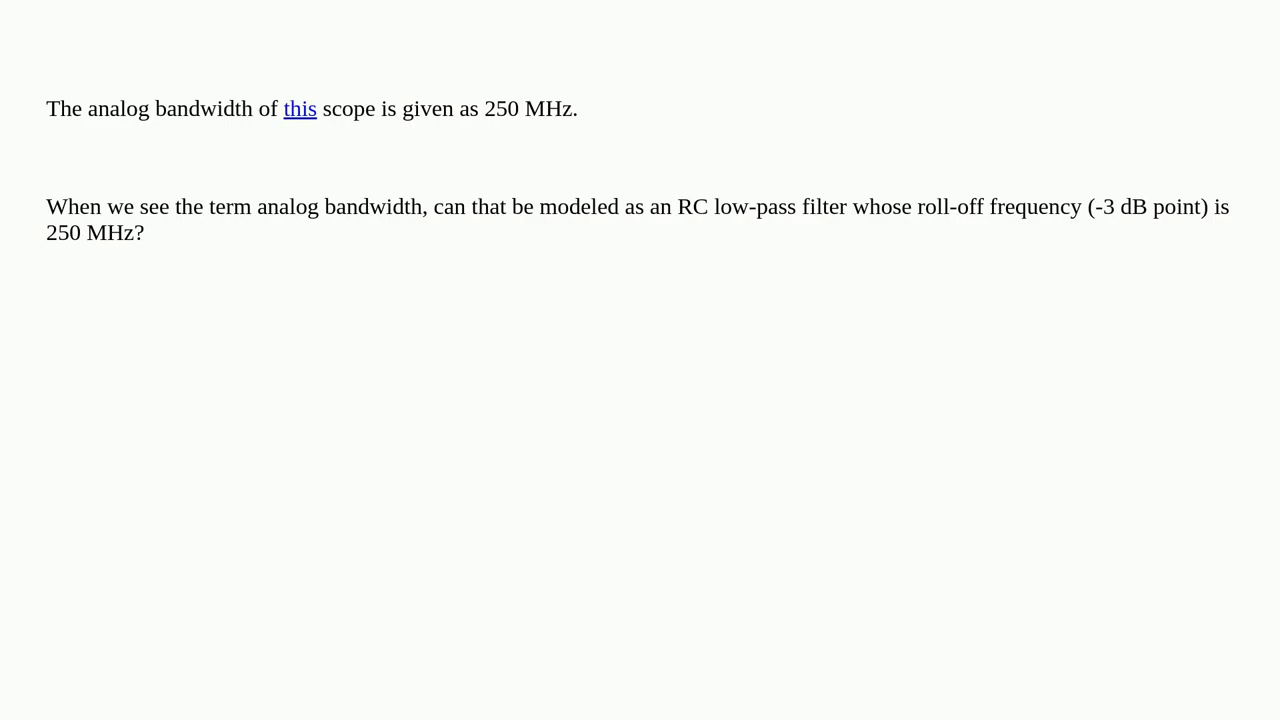 The analog bandwidth of this scope is given as 250 MHz.
When we see the term analog bandwidth, can that be modeled as an RC low-pass filter whose roll-off frequency (-3 dB point) is
250 MHz?